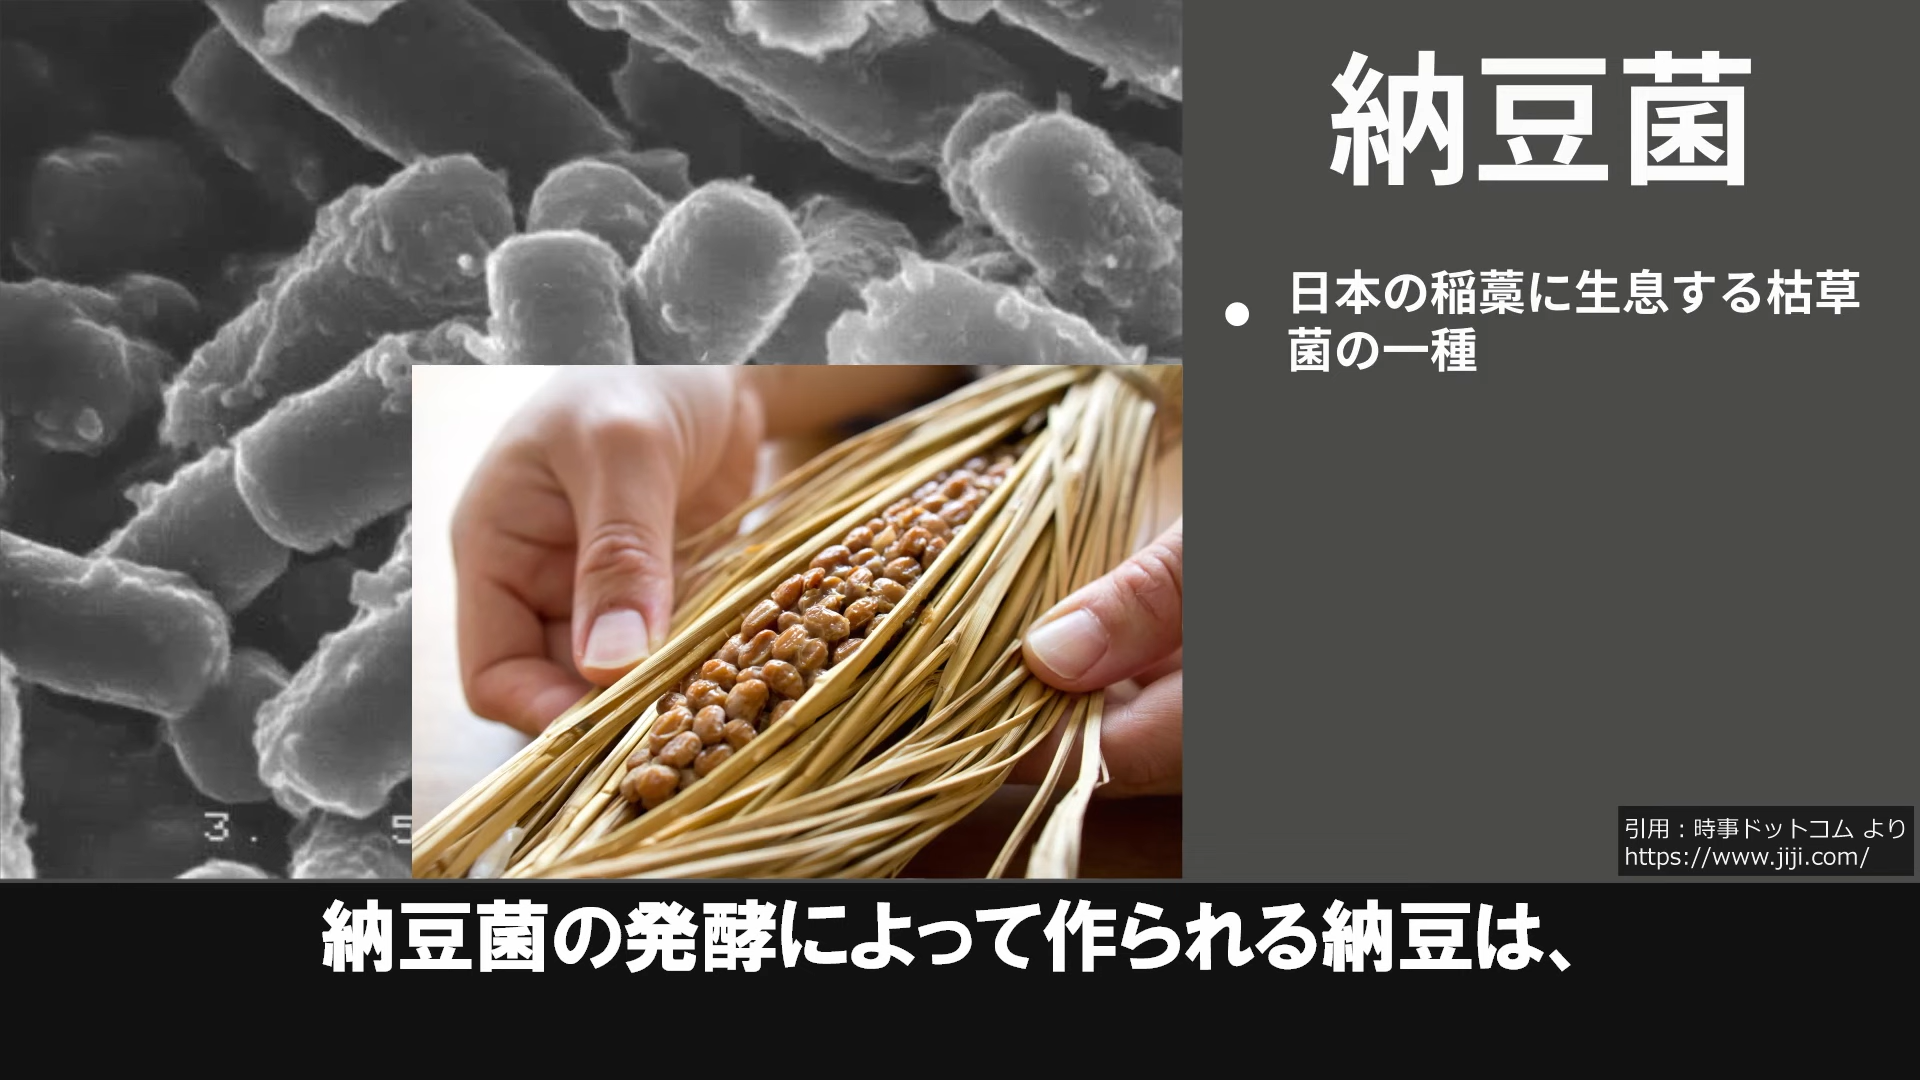 納豆菌
● 日本の稲藁に生息する枯草
菌の一種
3. 5
引用：時事ドットコム より
https://www.jiji.com/
納豆菌の発酵によって作られる納豆は、